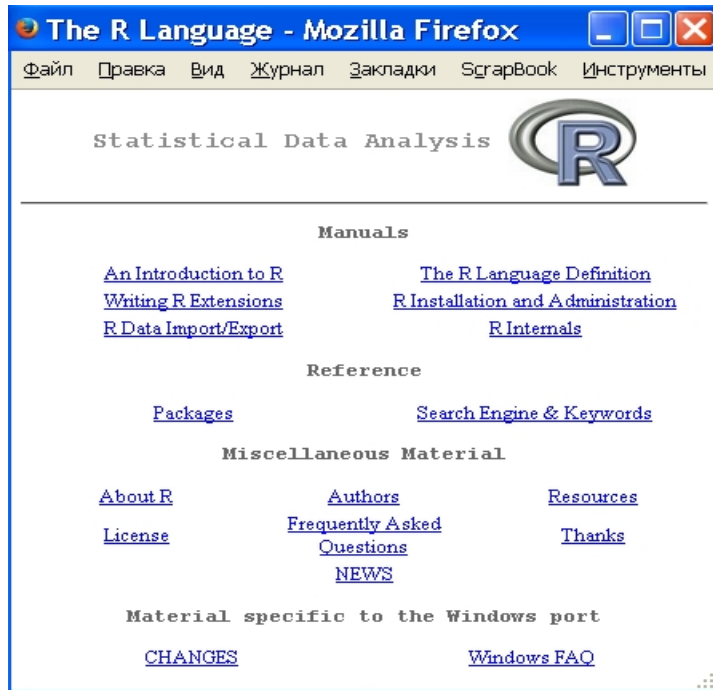 The R Language - Mozilla Firefox
Файл Правка Вид Журнал Закладки ScrapBook Инструменты
Statistical Data Analysis R
Manuals
An Introduction to R The R Language Definition
Writing R Extensions R Installation and Administration
R Data Import/Export R Internals
Reference
Packages Search Engine & Keywords
Miscellaneous Material
About R Authors Resources
License Frequently Asked Questions Thanks
NEWS
Material specific to the Windows port
CHANGES Windows FAQ